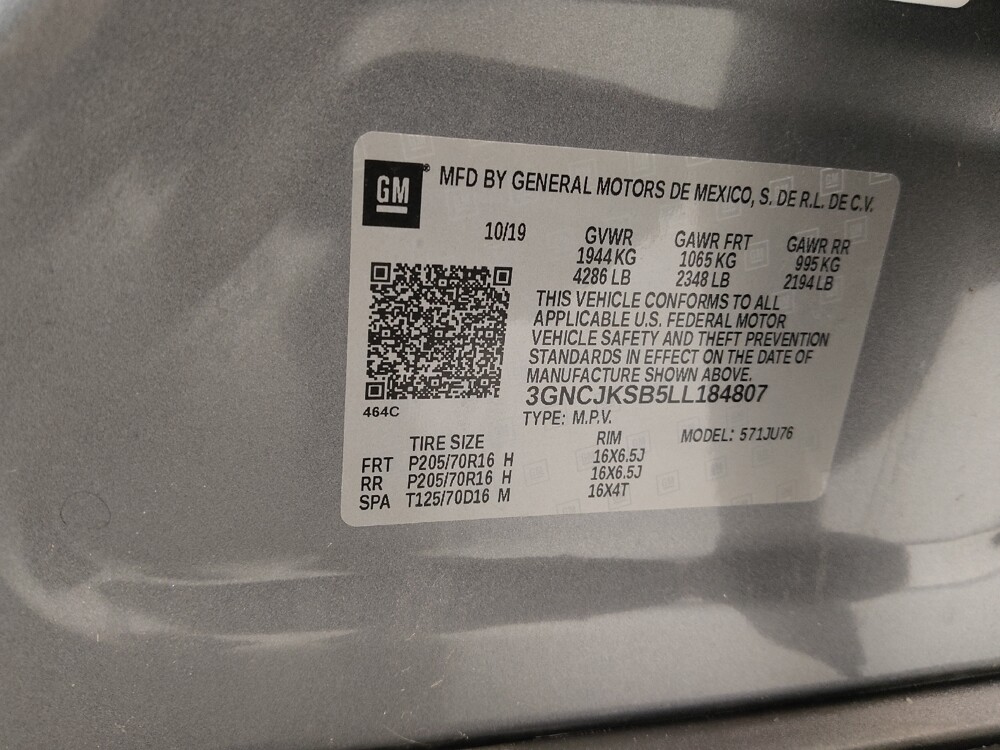 GM® MFD BY GENERAL MOTORS DE MEXICO, S. DE R.L. DE C.V.
10/19 GVWR GAWR FRT GAWR RR
1944 KG 1065 KG 995 KG
4286 LB 2348 LB 2194 LB
THIS VEHICLE CONFORMS TO ALL
APPLICABLE U.S. FEDERAL MOTOR
VEHICLE SAFETY AND THEFT PREVENTION
STANDARDS IN EFFECT ON THE DATE OF
MANUFACTURE SHOWN ABOVE.
3GNCJKSB5LL184807
464C TYPE: M.P.V.
TIRE SIZE RIM MODEL: 571JU76
FRT P205/70R16 H 16X6.5J
RR P205/70R16 H 16X6.5J
SPA T125/70D16 M 16X4T